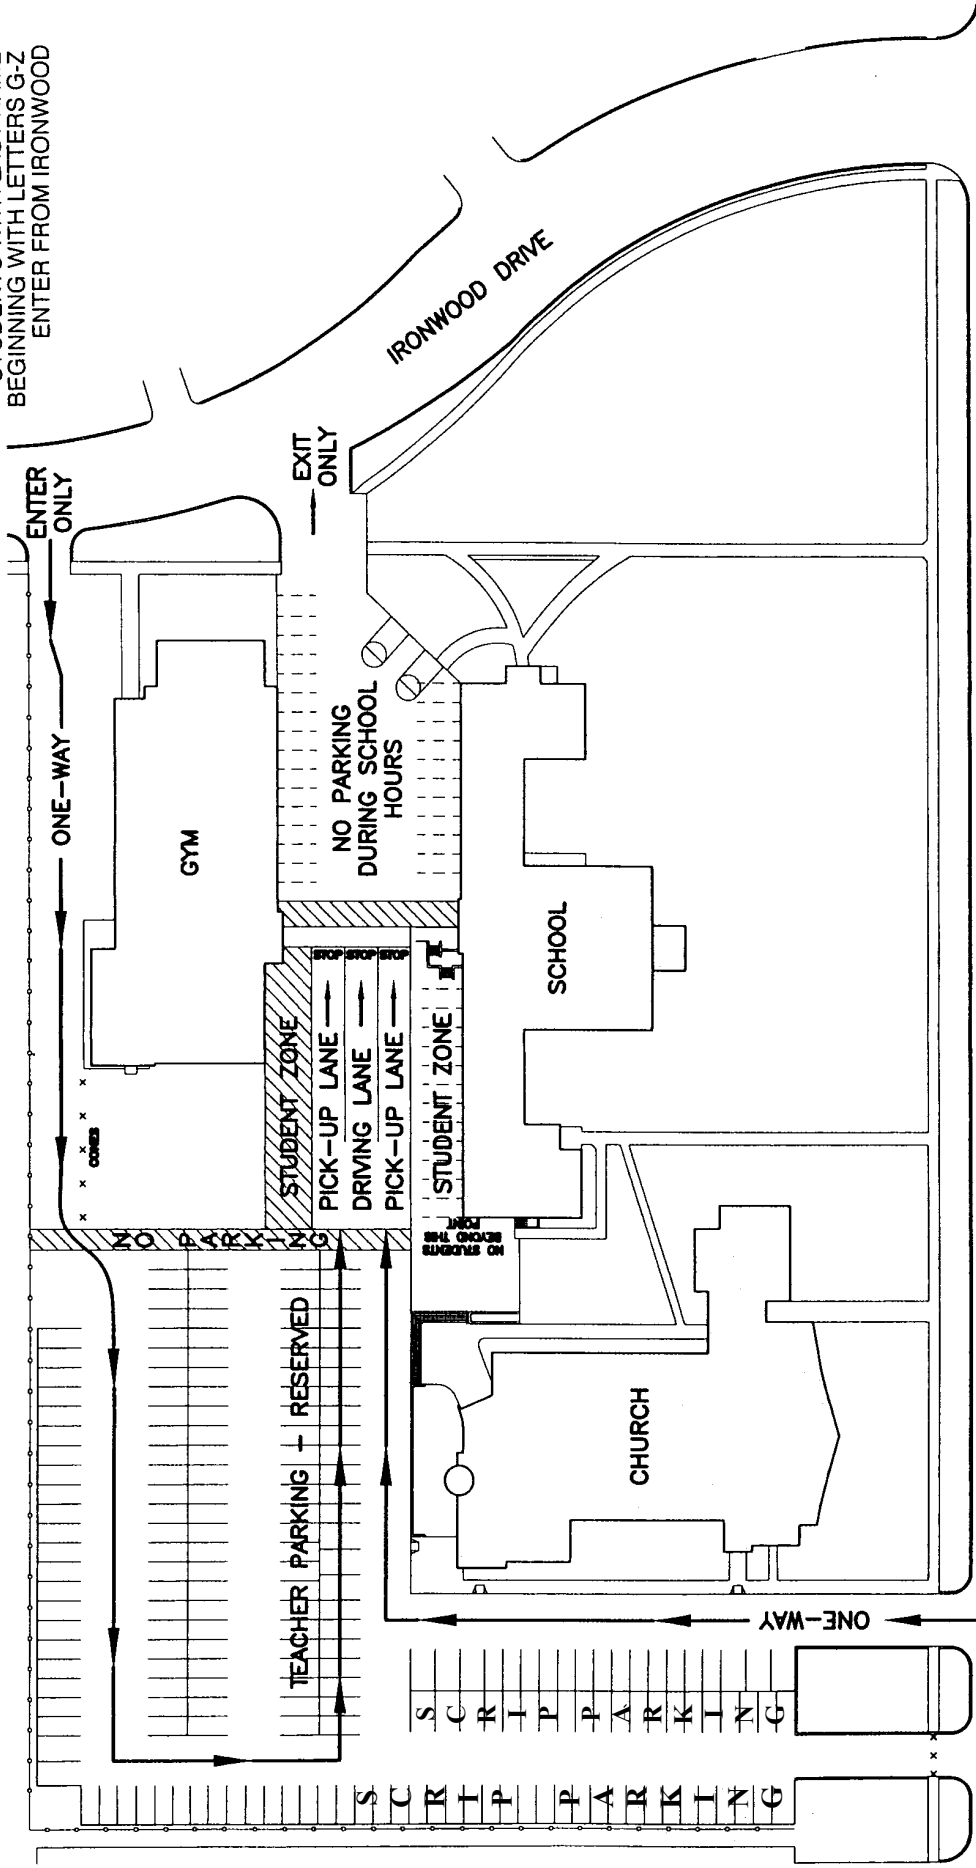 BEGINNING WITH LETTERS G-Z
ENTER FROM IRONWOOD
ENTER
ONLY
ONE-WAY
IRONWOOD DRIVE
EXIT
ONLY
GYM
NO PARKING
DURING SCHOOL
HOURS
CONES
STUDENT ZONE
PICK-UP LANE
STOP
DRIVING LANE
STOP
PICK-UP LANE
STOP
STUDENT ZONE
SCHOOL
NO PARKING
NO STUDENTS
BEYOND THIS
POINT
TEACHER PARKING - RESERVED
CHURCH
ONE-WAY
SCRIP PARKING
SCRIP PARKING